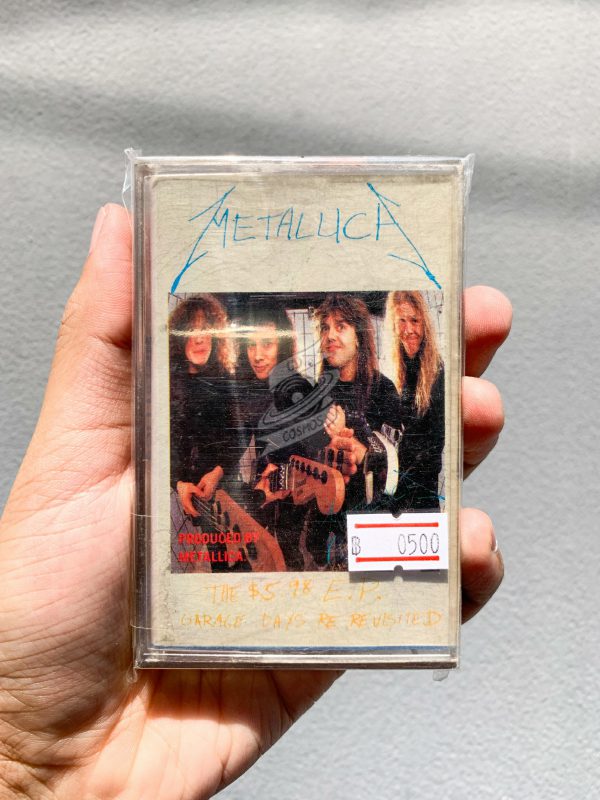 METALLICA
COSMOS
PRODUCED BY
METALLICA.
฿ 0500
THE $5.98 E.P.
GARAGE DAYS RE REVISITED